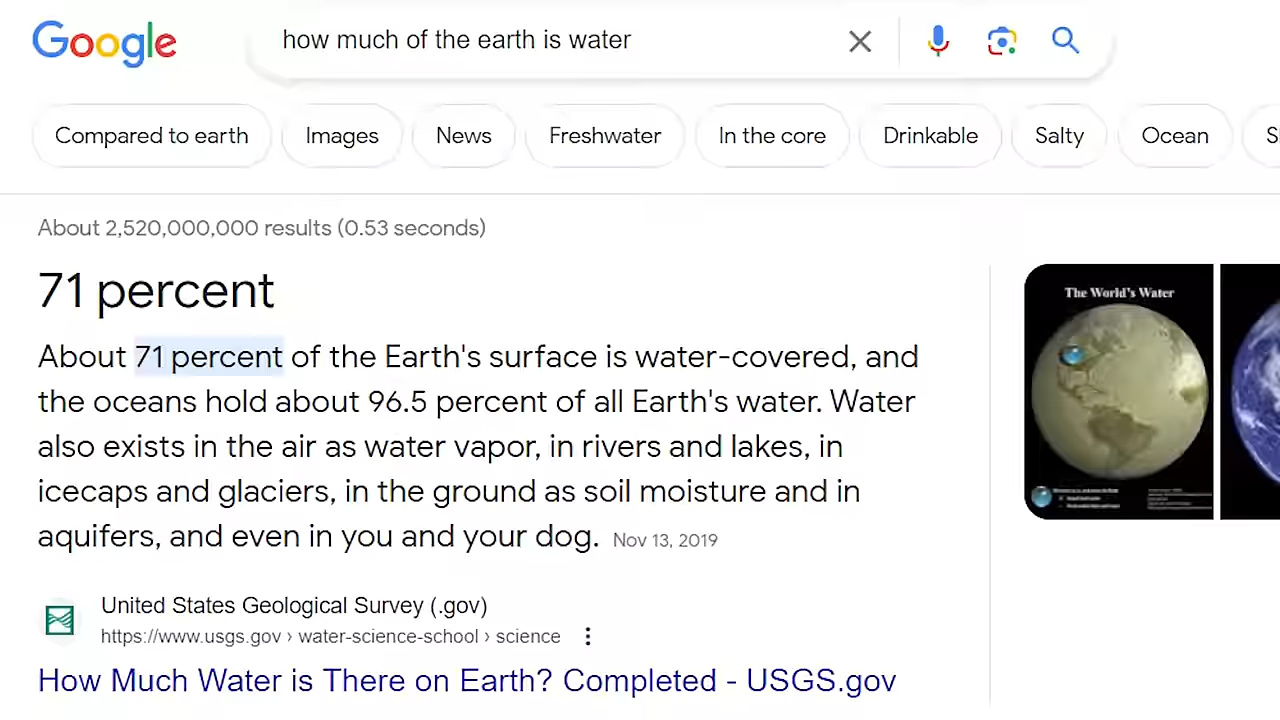 Google
how much of the earth is water
Compared to earth
Images
News
Freshwater
In the core
Drinkable
Salty
Ocean
About 2,520,000,000 results (0.53 seconds)
71 percent
About 71 percent of the Earth's surface is water-covered, and
the oceans hold about 96.5 percent of all Earth's water. Water
also exists in the air as water vapor, in rivers and lakes, in
icecaps and glaciers, in the ground as soil moisture and in
aquifers, and even in you and your dog. Nov 13, 2019
The World's Water
United States Geological Survey (.gov)
https://www.usgs.gov › water-science-school › science
How Much Water is There on Earth? Completed - USGS.gov